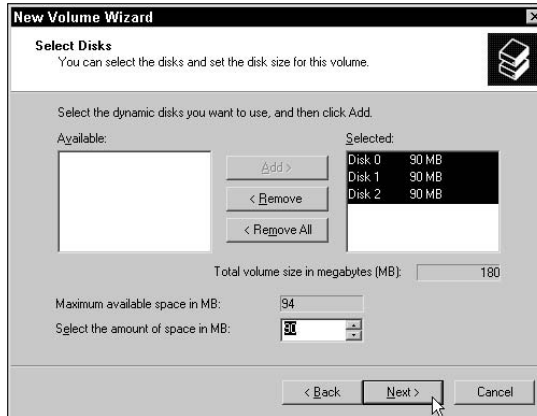 New Volume Wizard
Select Disks
You can select the disks and set the disk size for this volume.
Select the dynamic disks you want to use, and then click Add.
Available:
Selected:
Add >
Disk 0 90 MB
Disk 1 90 MB
Disk 2 90 MB
< Remove
< Remove All
Total volume size in megabytes (MB): 180
Maximum available space in MB: 94
Select the amount of space in MB: 90
< Back Next > Cancel